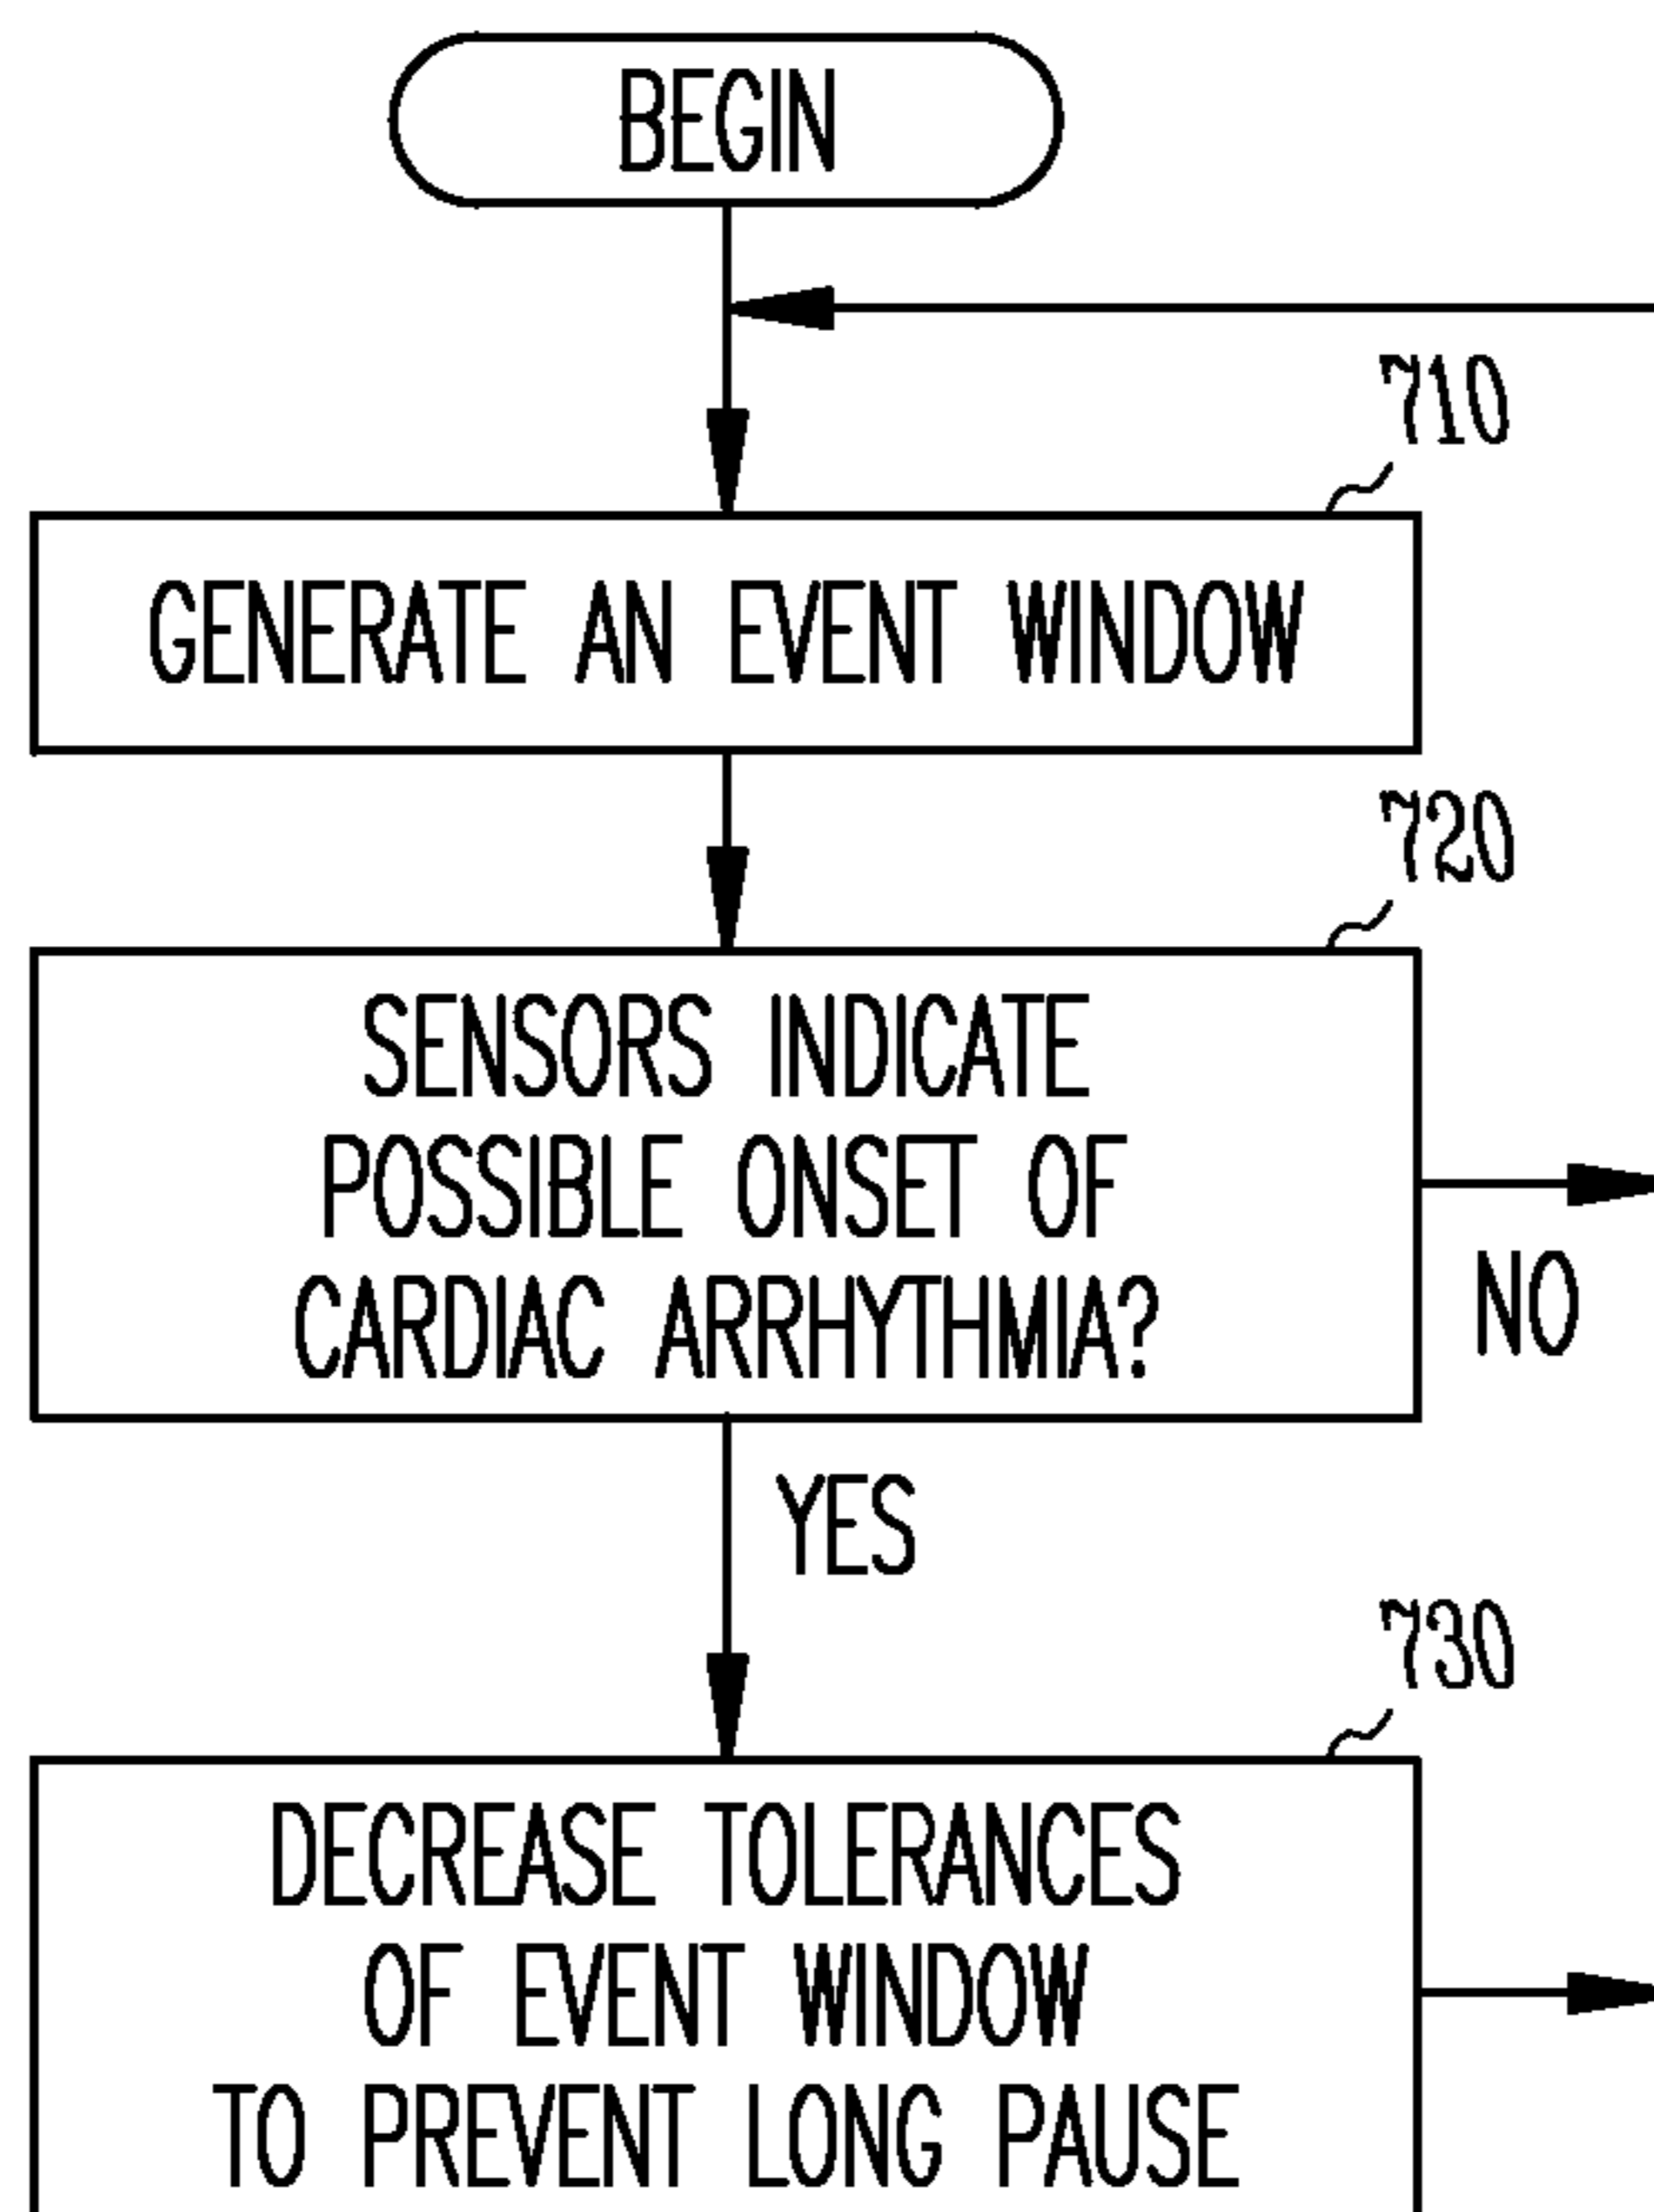 BEGIN
710
GENERATE AN EVENT WINDOW
720
SENSORS INDICATE
POSSIBLE ONSET OF
CARDIAC ARRHYTHMIA?
NO
YES
730
DECREASE TOLERANCES
OF EVENT WINDOW
TO PREVENT LONG PAUSE